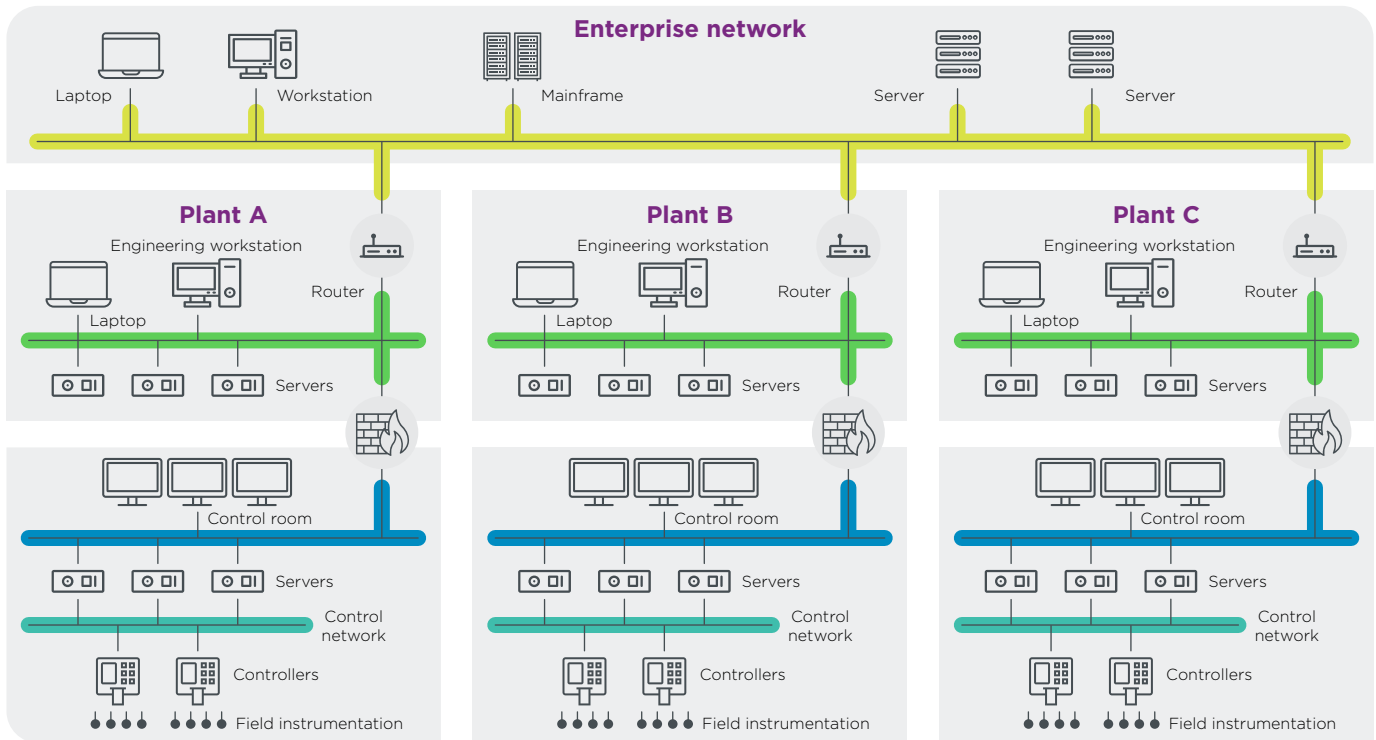 Enterprise network
Laptop
Workstation
Mainframe
Server
Server
Plant A
Engineering workstation
Router
Laptop
Servers
Control room
Servers
Control
network
Controllers
Field instrumentation
Plant B
Engineering workstation
Router
Laptop
Servers
Control room
Servers
Control
network
Controllers
Field instrumentation
Plant C
Engineering workstation
Router
Laptop
Servers
Control room
Servers
Control
network
Controllers
Field instrumentation